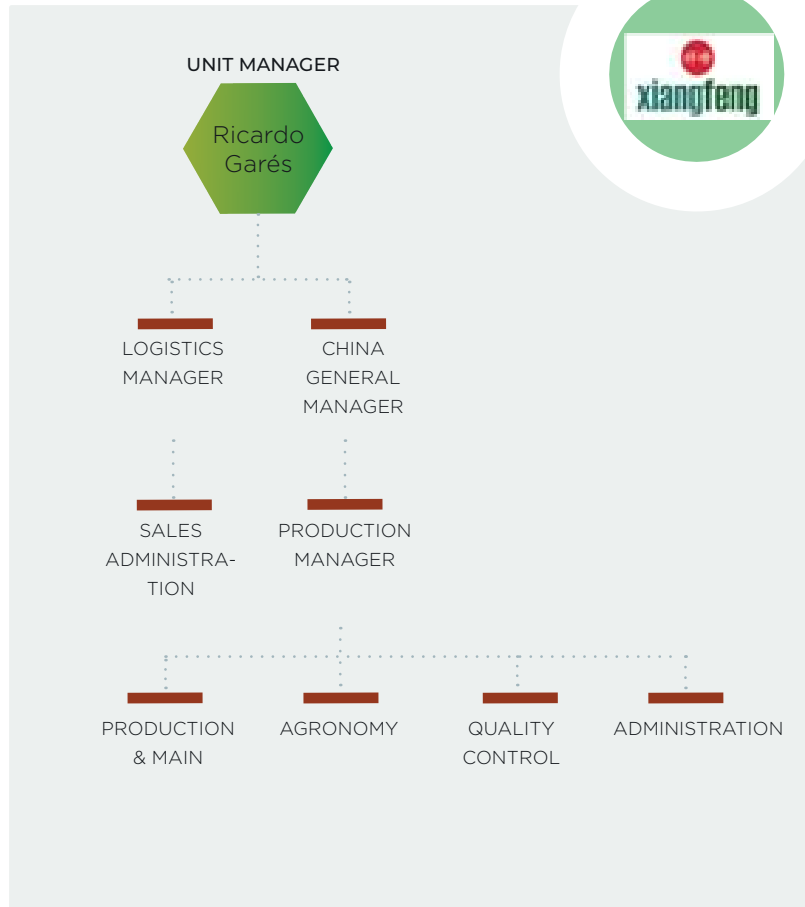 xiangfeng
UNIT MANAGER
Ricardo
Garés
LOGISTICS
MANAGER
CHINA
GENERAL
MANAGER
SALES
ADMINISTRA-
TION
PRODUCTION
MANAGER
PRODUCTION
& MAIN
AGRONOMY
QUALITY
CONTROL
ADMINISTRATION